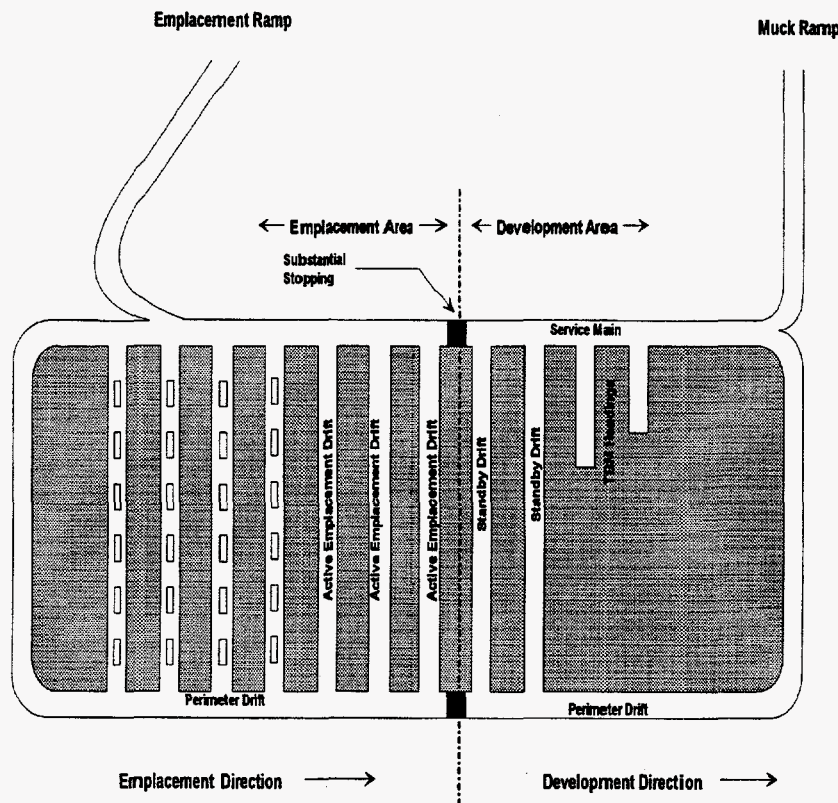 Emplacement Ramp
Muck Ramp
Emplacement Area
Development Area
Substantial
Stopping
Service Main
Active Emplacement Drift
Active Emplacement Drift
Active Emplacement Drift
Standby Drift
Standby Drift
TBM Headings
Perimeter Drift
Perimeter Drift
Emplacement Direction
Development Direction